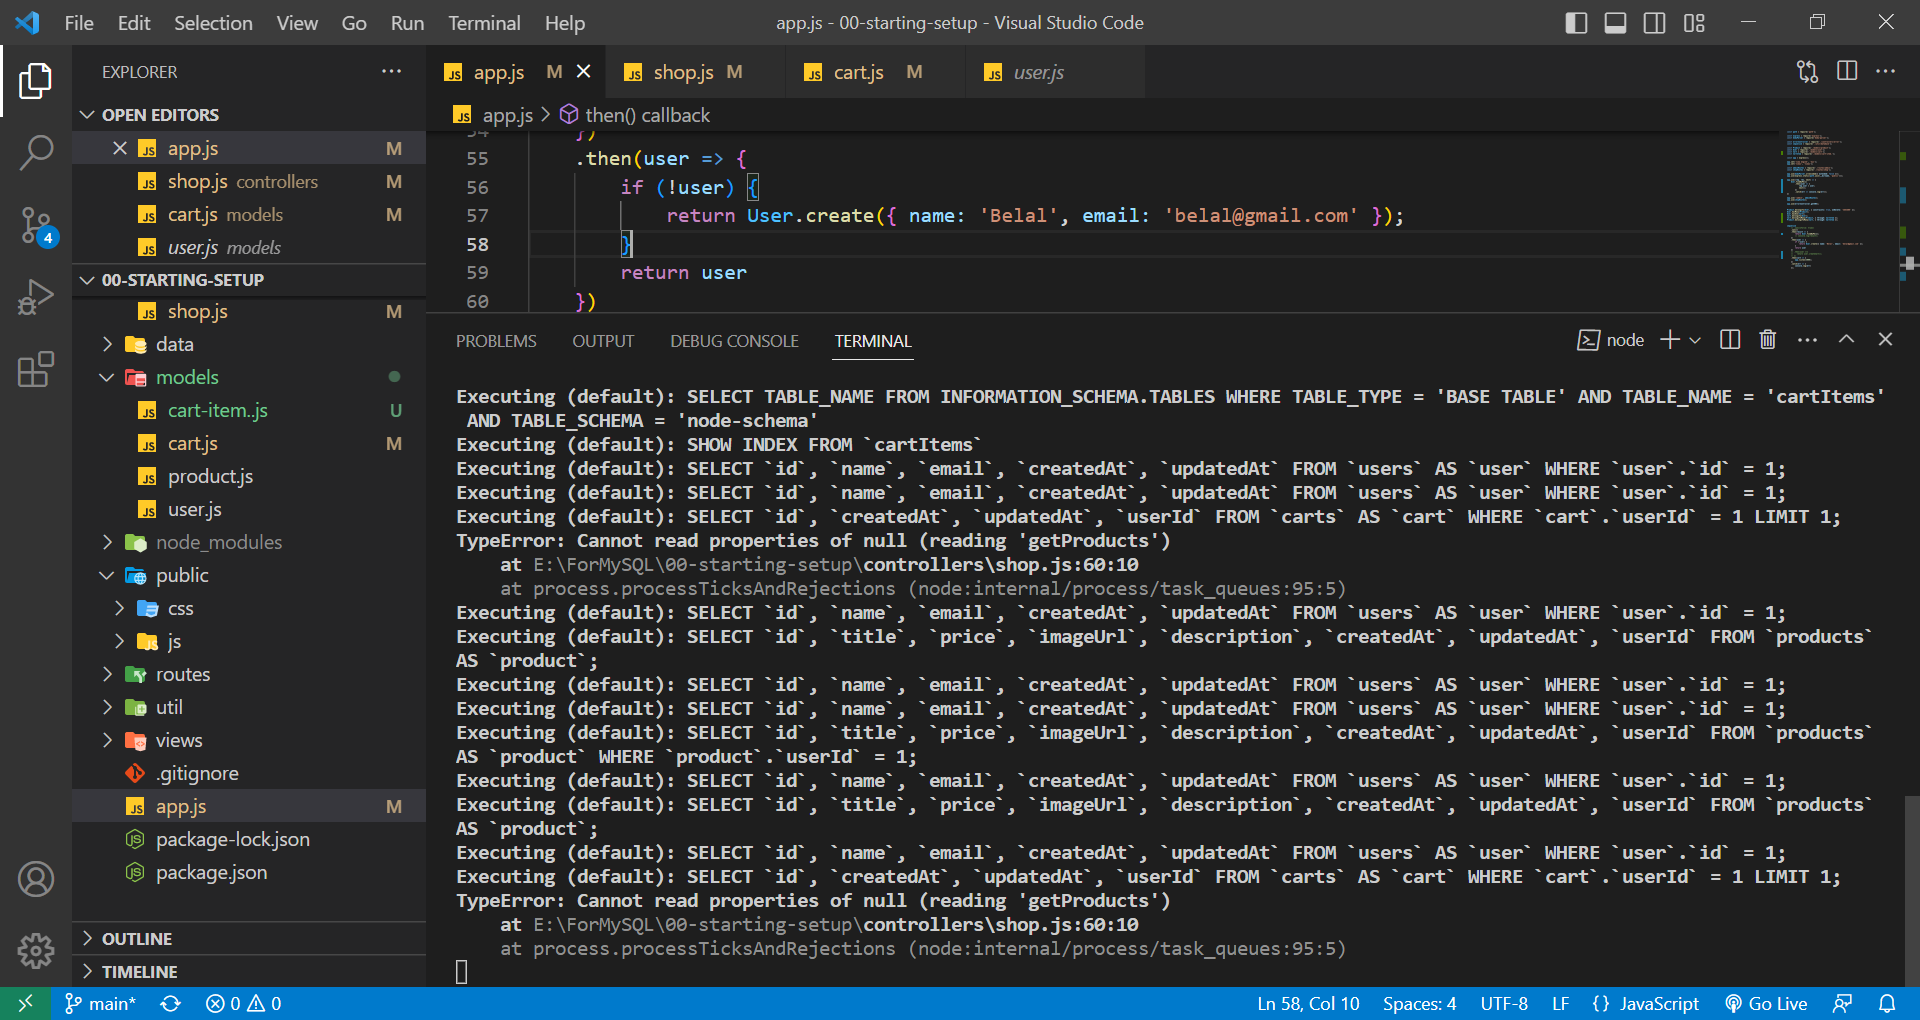 File Edit Selection View Go Run Terminal Help
app.js - 00-starting-setup - Visual Studio Code
EXPLORER
OPEN EDITORS
app.js M
shop.js controllers M
cart.js models M
user.js models
4
00-STARTING-SETUP
shop.js M
data
models
cart-item..js U
cart.js M
product.js
user.js
node_modules
public
css
js
routes
util
views
.gitignore
app.js M
package-lock.json
package.json
OUTLINE
TIMELINE
app.js M
shop.js M
cart.js M
user.js
app.js > then() callback
54 })
55 .then(user => {
56 if (!user) {
57 return User.create({ name: 'Belal', email: 'belal@gmail.com' });
58 }
59 return user
60 })
PROBLEMS OUTPUT DEBUG CONSOLE TERMINAL
node
Executing (default): SELECT TABLE_NAME FROM INFORMATION_SCHEMA.TABLES WHERE TABLE_TYPE = 'BASE TABLE' AND TABLE_NAME = 'cartItems'
AND TABLE_SCHEMA = 'node-schema'
Executing (default): SHOW INDEX FROM `cartItems`
Executing (default): SELECT `id`, `name`, `email`, `createdAt`, `updatedAt` FROM `users` AS `user` WHERE `user`.`id` = 1;
Executing (default): SELECT `id`, `name`, `email`, `createdAt`, `updatedAt` FROM `users` AS `user` WHERE `user`.`id` = 1;
Executing (default): SELECT `id`, `createdAt`, `updatedAt`, `userId` FROM `carts` AS `cart` WHERE `cart`.`userId` = 1 LIMIT 1;
TypeError: Cannot read properties of null (reading 'getProducts')
at E:\ForMySQL\00-starting-setup\controllers\shop.js:60:10
at process.processTicksAndRejections (node:internal/process/task_queues:95:5)
Executing (default): SELECT `id`, `name`, `email`, `createdAt`, `updatedAt` FROM `users` AS `user` WHERE `user`.`id` = 1;
Executing (default): SELECT `id`, `title`, `price`, `imageUrl`, `description`, `createdAt`, `updatedAt`, `userId` FROM `products`
AS `product`;
Executing (default): SELECT `id`, `name`, `email`, `createdAt`, `updatedAt` FROM `users` AS `user` WHERE `user`.`id` = 1;
Executing (default): SELECT `id`, `name`, `email`, `createdAt`, `updatedAt` FROM `users` AS `user` WHERE `user`.`id` = 1;
Executing (default): SELECT `id`, `title`, `price`, `imageUrl`, `description`, `createdAt`, `updatedAt`, `userId` FROM `products`
AS `product` WHERE `product`.`userId` = 1;
Executing (default): SELECT `id`, `name`, `email`, `createdAt`, `updatedAt` FROM `users` AS `user` WHERE `user`.`id` = 1;
Executing (default): SELECT `id`, `title`, `price`, `imageUrl`, `description`, `createdAt`, `updatedAt`, `userId` FROM `products`
AS `product`;
Executing (default): SELECT `id`, `name`, `email`, `createdAt`, `updatedAt` FROM `users` AS `user` WHERE `user`.`id` = 1;
Executing (default): SELECT `id`, `createdAt`, `updatedAt`, `userId` FROM `carts` AS `cart` WHERE `cart`.`userId` = 1 LIMIT 1;
TypeError: Cannot read properties of null (reading 'getProducts')
at E:\ForMySQL\00-starting-setup\controllers\shop.js:60:10
at process.processTicksAndRejections (node:internal/process/task_queues:95:5)
main* 0 0 Ln 58, Col 10 Spaces: 4 UTF-8 LF {} JavaScript Go Live